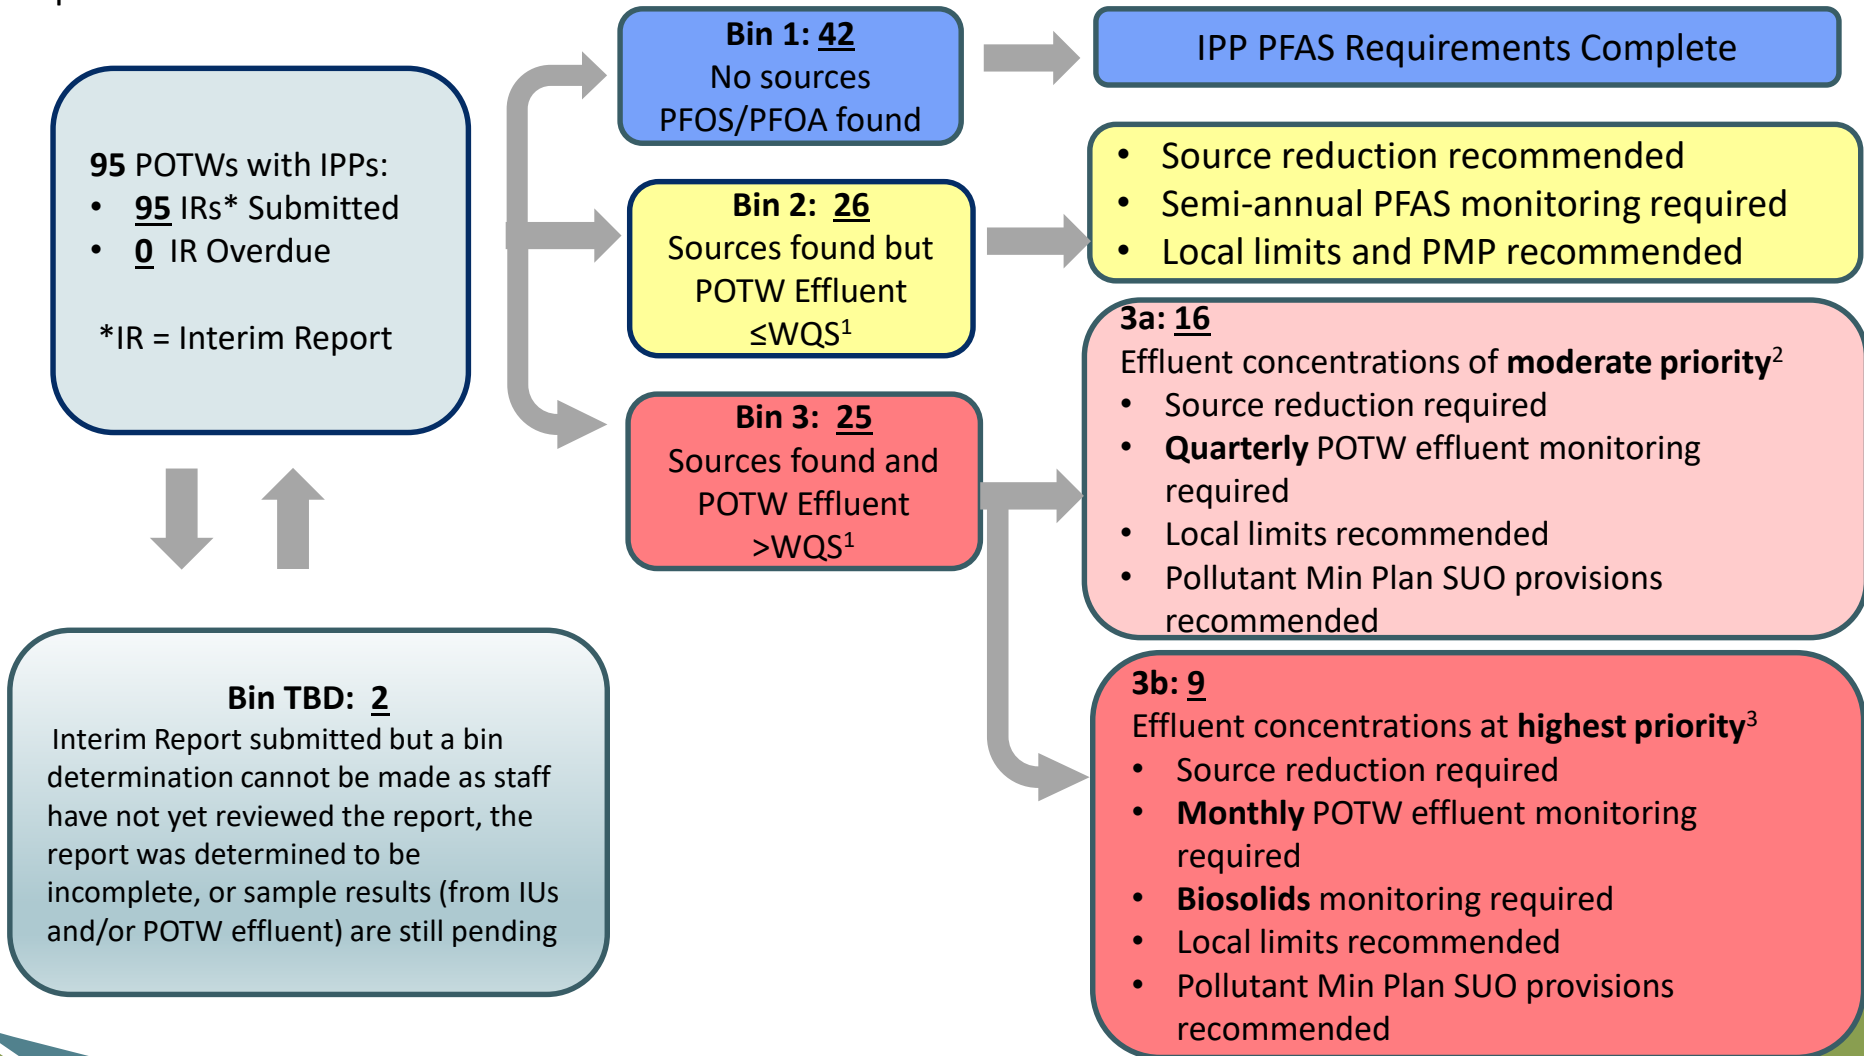 95 POTWs with IPPs:
• 95 IRs* Submitted
• 0 IR Overdue
*IR = Interim Report
Bin TBD: 2
Interim Report submitted but a bin
determination cannot be made as staff
have not yet reviewed the report, the
report was determined to be
incomplete, or sample results (from IUs
and/or POTW effluent) are still pending
Bin 1: 42
No sources
PFOS/PFOA found
Bin 2: 26
Sources found but
POTW Effluent
≤WQS1
Bin 3: 25
Sources found and
POTW Effluent
>WQS1
IPP PFAS Requirements Complete
• Source reduction recommended
• Semi-annual PFAS monitoring required
• Local limits and PMP recommended
3a: 16
Effluent concentrations of moderate priority2
• Source reduction required
• Quarterly POTW effluent monitoring
required
• Local limits recommended
• Pollutant Min Plan SUO provisions
recommended
3b: 9
Effluent concentrations at highest priority3
• Source reduction required
• Monthly POTW effluent monitoring
required
• Biosolids monitoring required
• Local limits recommended
• Pollutant Min Plan SUO provisions
recommended